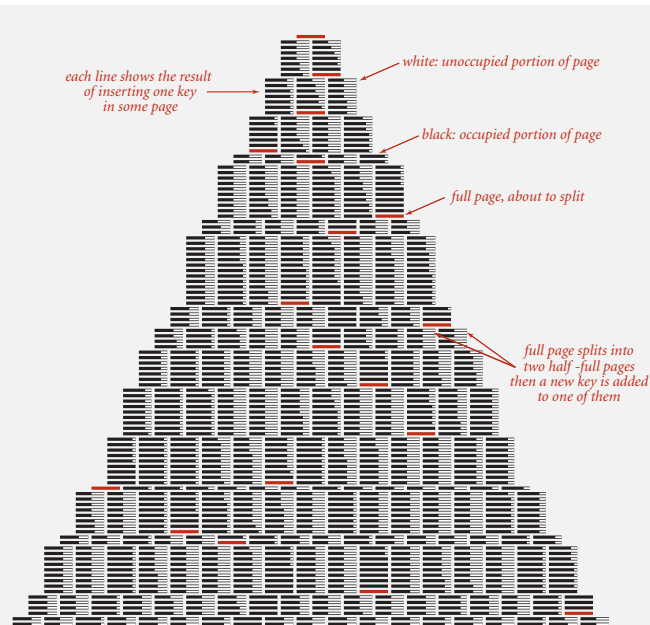 white: unoccupied portion of page
each line shows the result
of inserting one key
in some page
black: occupied portion of page
full page, about to split
full page splits into
two half -full pages
then a new key is added
to one of them